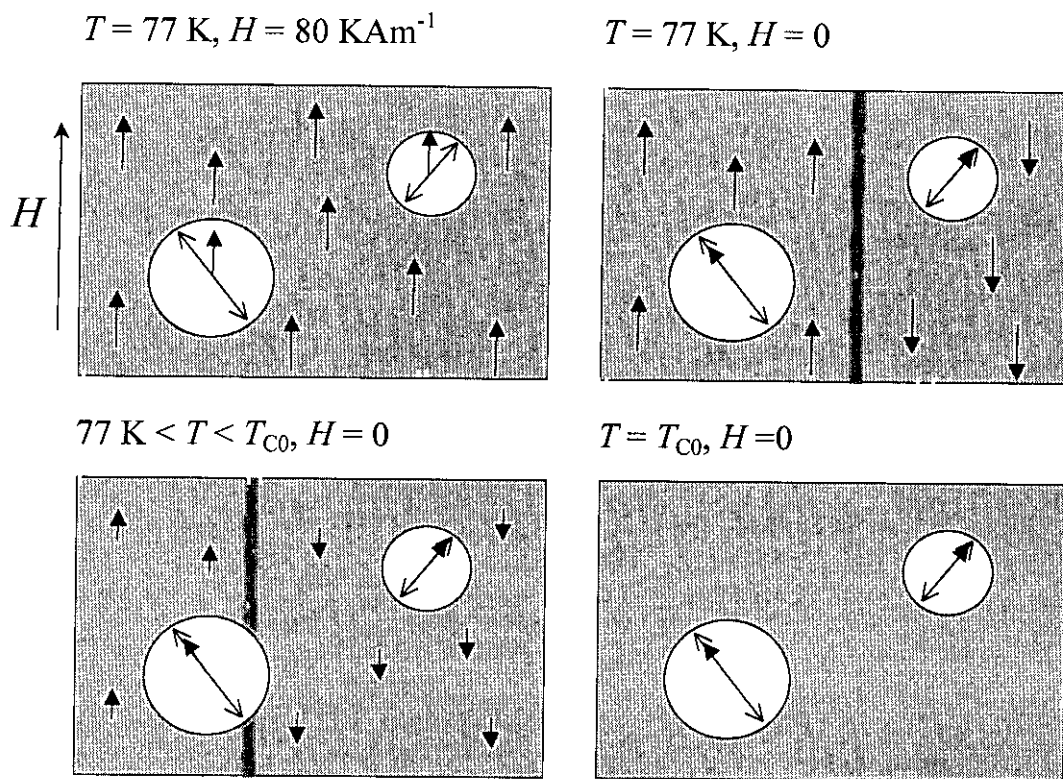 T = 77 K, H = 80 KAm⁻¹
T = 77 K, H = 0
H
77 K < T < T_C0, H = 0
T = T_C0, H =0